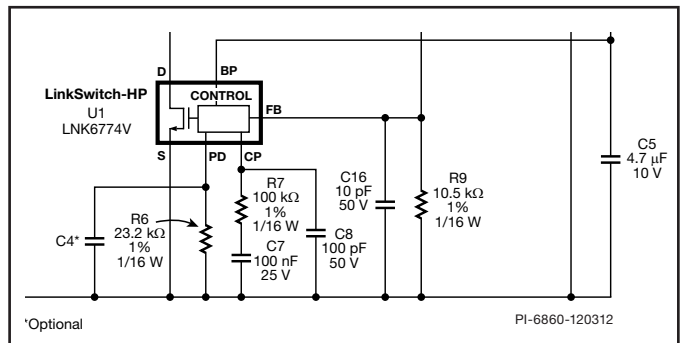 D
BP
LinkSwitch-HP
U1
LNK6774V
CONTROL
FB
S
PD
CP
C5
4.7 µF
10 V
R7
100 kΩ
1%
1/16 W
C16
10 pF
50 V
R9
10.5 kΩ
1%
1/16 W
C4*
R6
23.2 kΩ
1%
1/16 W
C7
100 nF
25 V
C8
100 pF
50 V
*Optional
PI-6860-120312